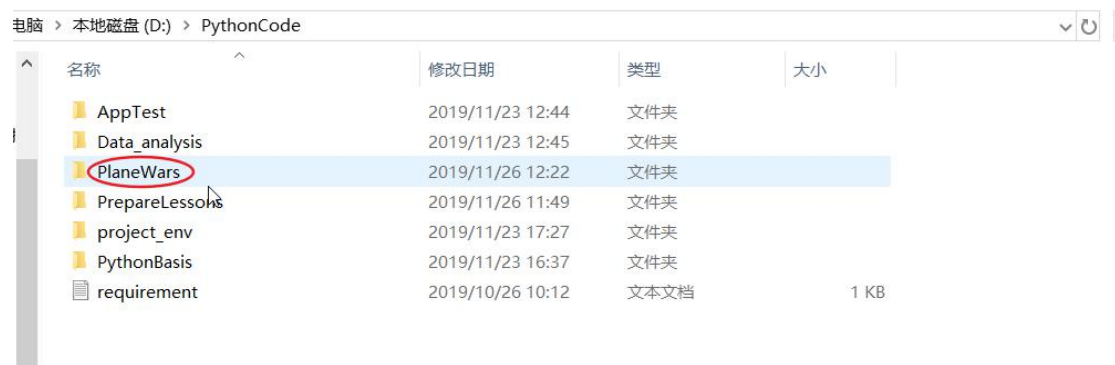 电脑 > 本地磁盘 (D:) > PythonCode
名称 修改日期 类型 大小
AppTest 2019/11/23 12:44 文件夹
Data_analysis 2019/11/23 12:45 文件夹
PlaneWars 2019/11/26 12:22 文件夹
PrepareLessons 2019/11/26 11:49 文件夹
project_env 2019/11/23 17:27 文件夹
PythonBasis 2019/11/23 16:37 文件夹
requirement 2019/10/26 10:12 文本文档 1 KB